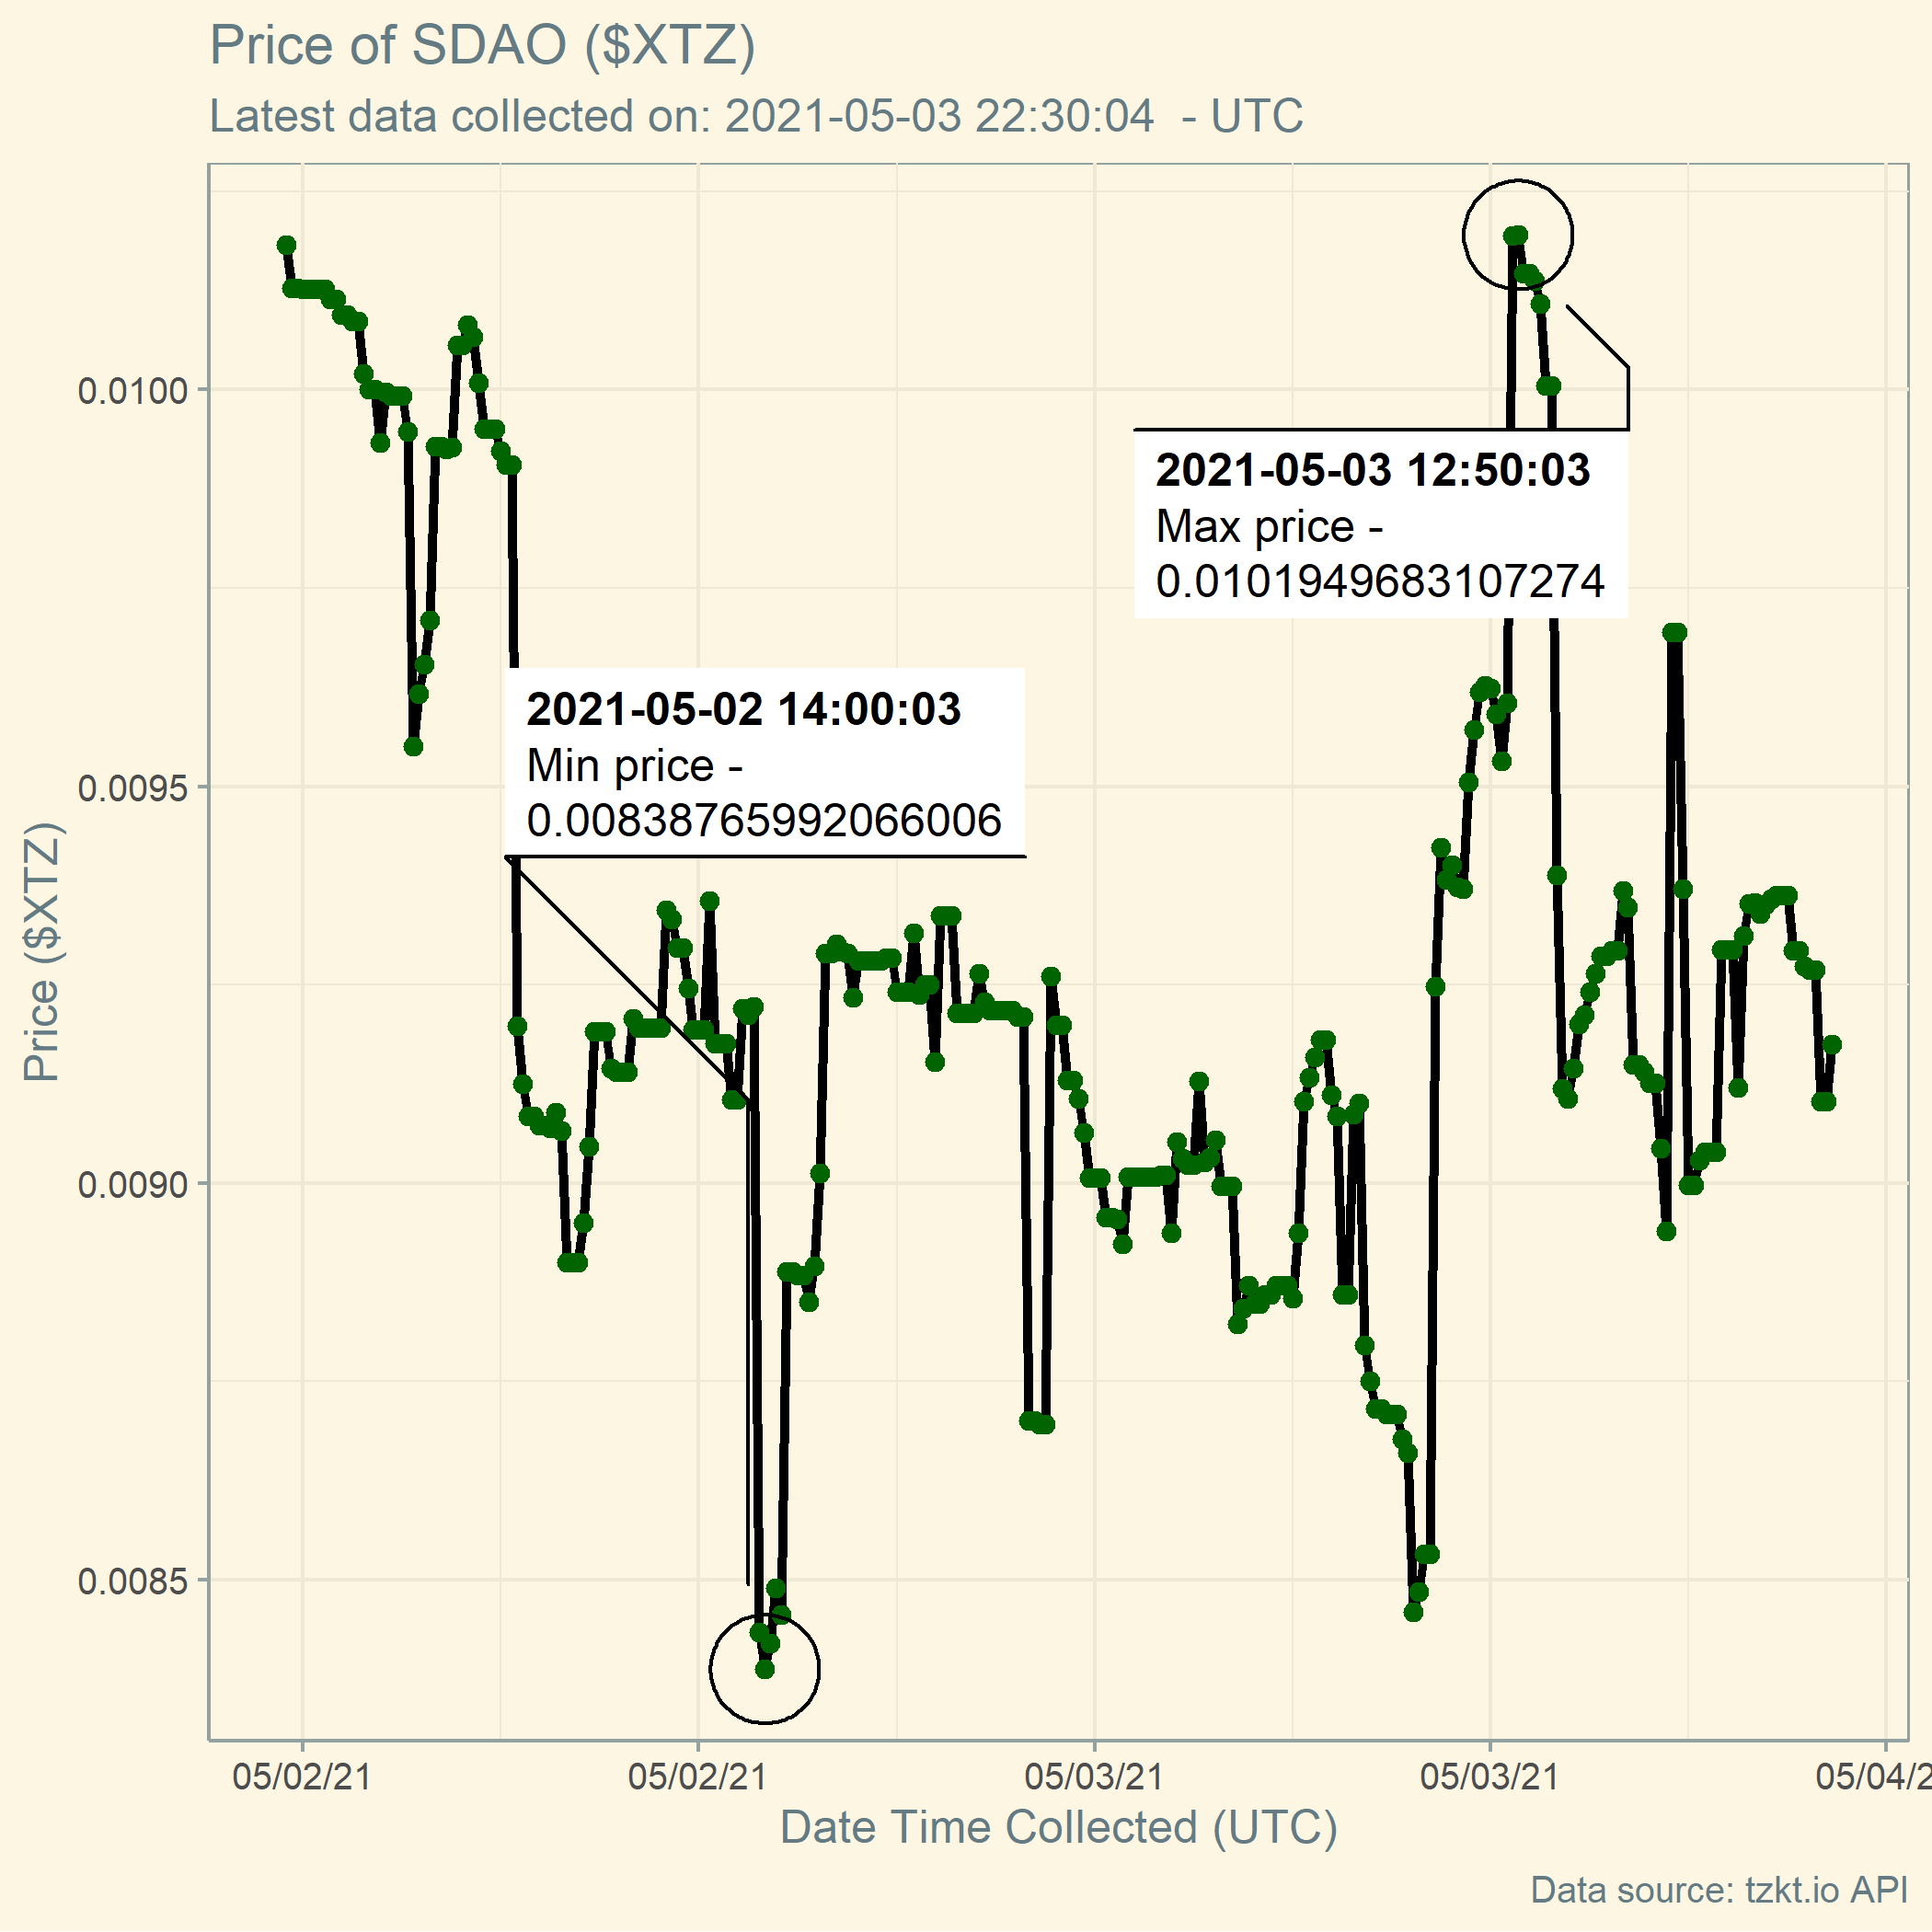 Price of SDAO ($XTZ)
Latest data collected on: 2021-05-03 22:30:04  - UTC
0.0100
2021-05-03 12:50:03
Max price -
0.0101949683107274
2021-05-02 14:00:03
Min price -
0.00838765992066006
0.0095
Price ($XTZ)
0.0090
0.0085
05/02/21
05/02/21
05/03/21
05/03/21
05/04/2
Date Time Collected (UTC)
Data source: tzkt.io API